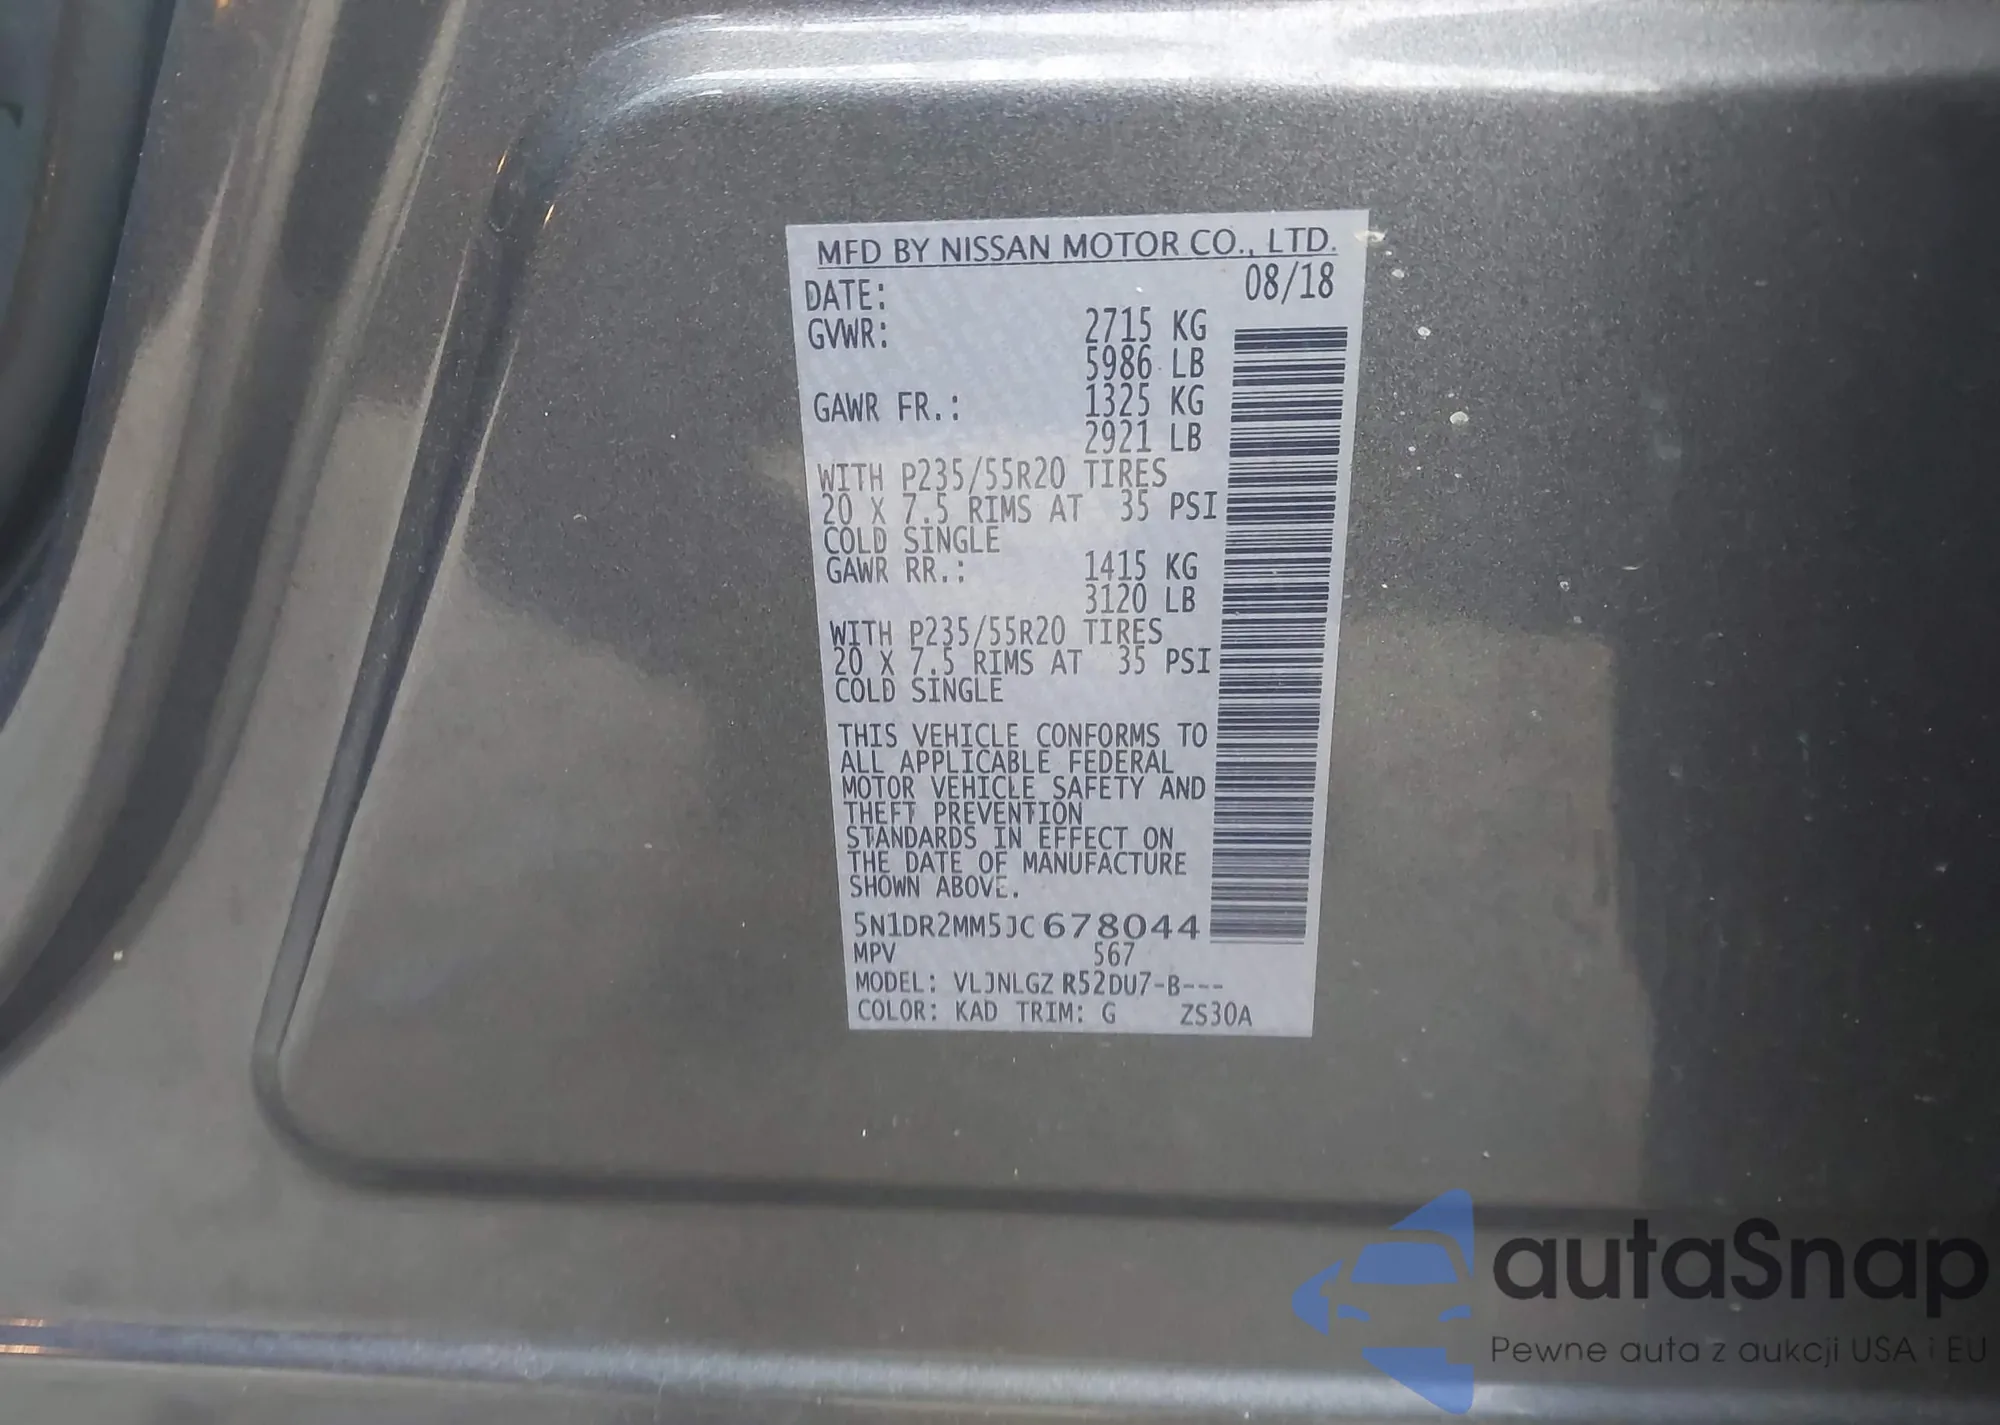 MFD BY NISSAN MOTOR CO., LTD.
DATE: 08/18
GVWR: 2715 KG
5986 LB
GAWR FR.: 1325 KG
2921 LB
WITH P235/55R20 TIRES
20 X 7.5 RIMS AT 35 PSI
COLD SINGLE
GAWR RR.: 1415 KG
3120 LB
WITH P235/55R20 TIRES
20 X 7.5 RIMS AT 35 PSI
COLD SINGLE
THIS VEHICLE CONFORMS TO
ALL APPLICABLE FEDERAL
MOTOR VEHICLE SAFETY AND
THEFT PREVENTION
STANDARDS IN EFFECT ON
THE DATE OF MANUFACTURE
SHOWN ABOVE.
5N1DR2MM5JC678044
MPV 567
MODEL: VLJNLGZ R52DU7-B---
COLOR: KAD TRIM: G ZS30A
autaSnap
Pewne auta z aukcji USA i EU